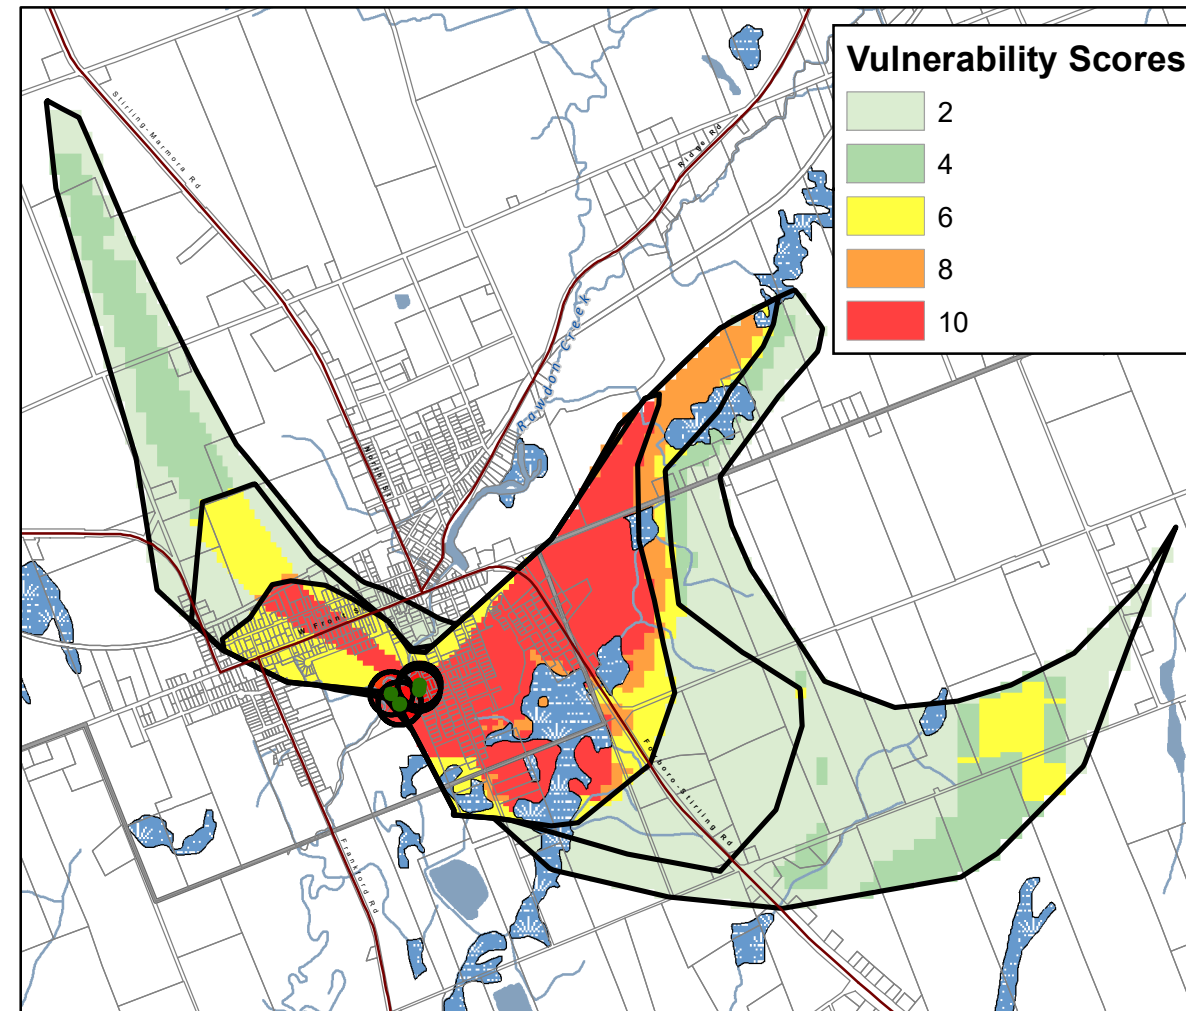 Vulnerability Scores
2
4
6
8
10
Stirling-Marmora Rd
Ridge Rd
Rawdon Creek
North St
W Front St
Foxboro-Stirling Rd
Frankford Rd